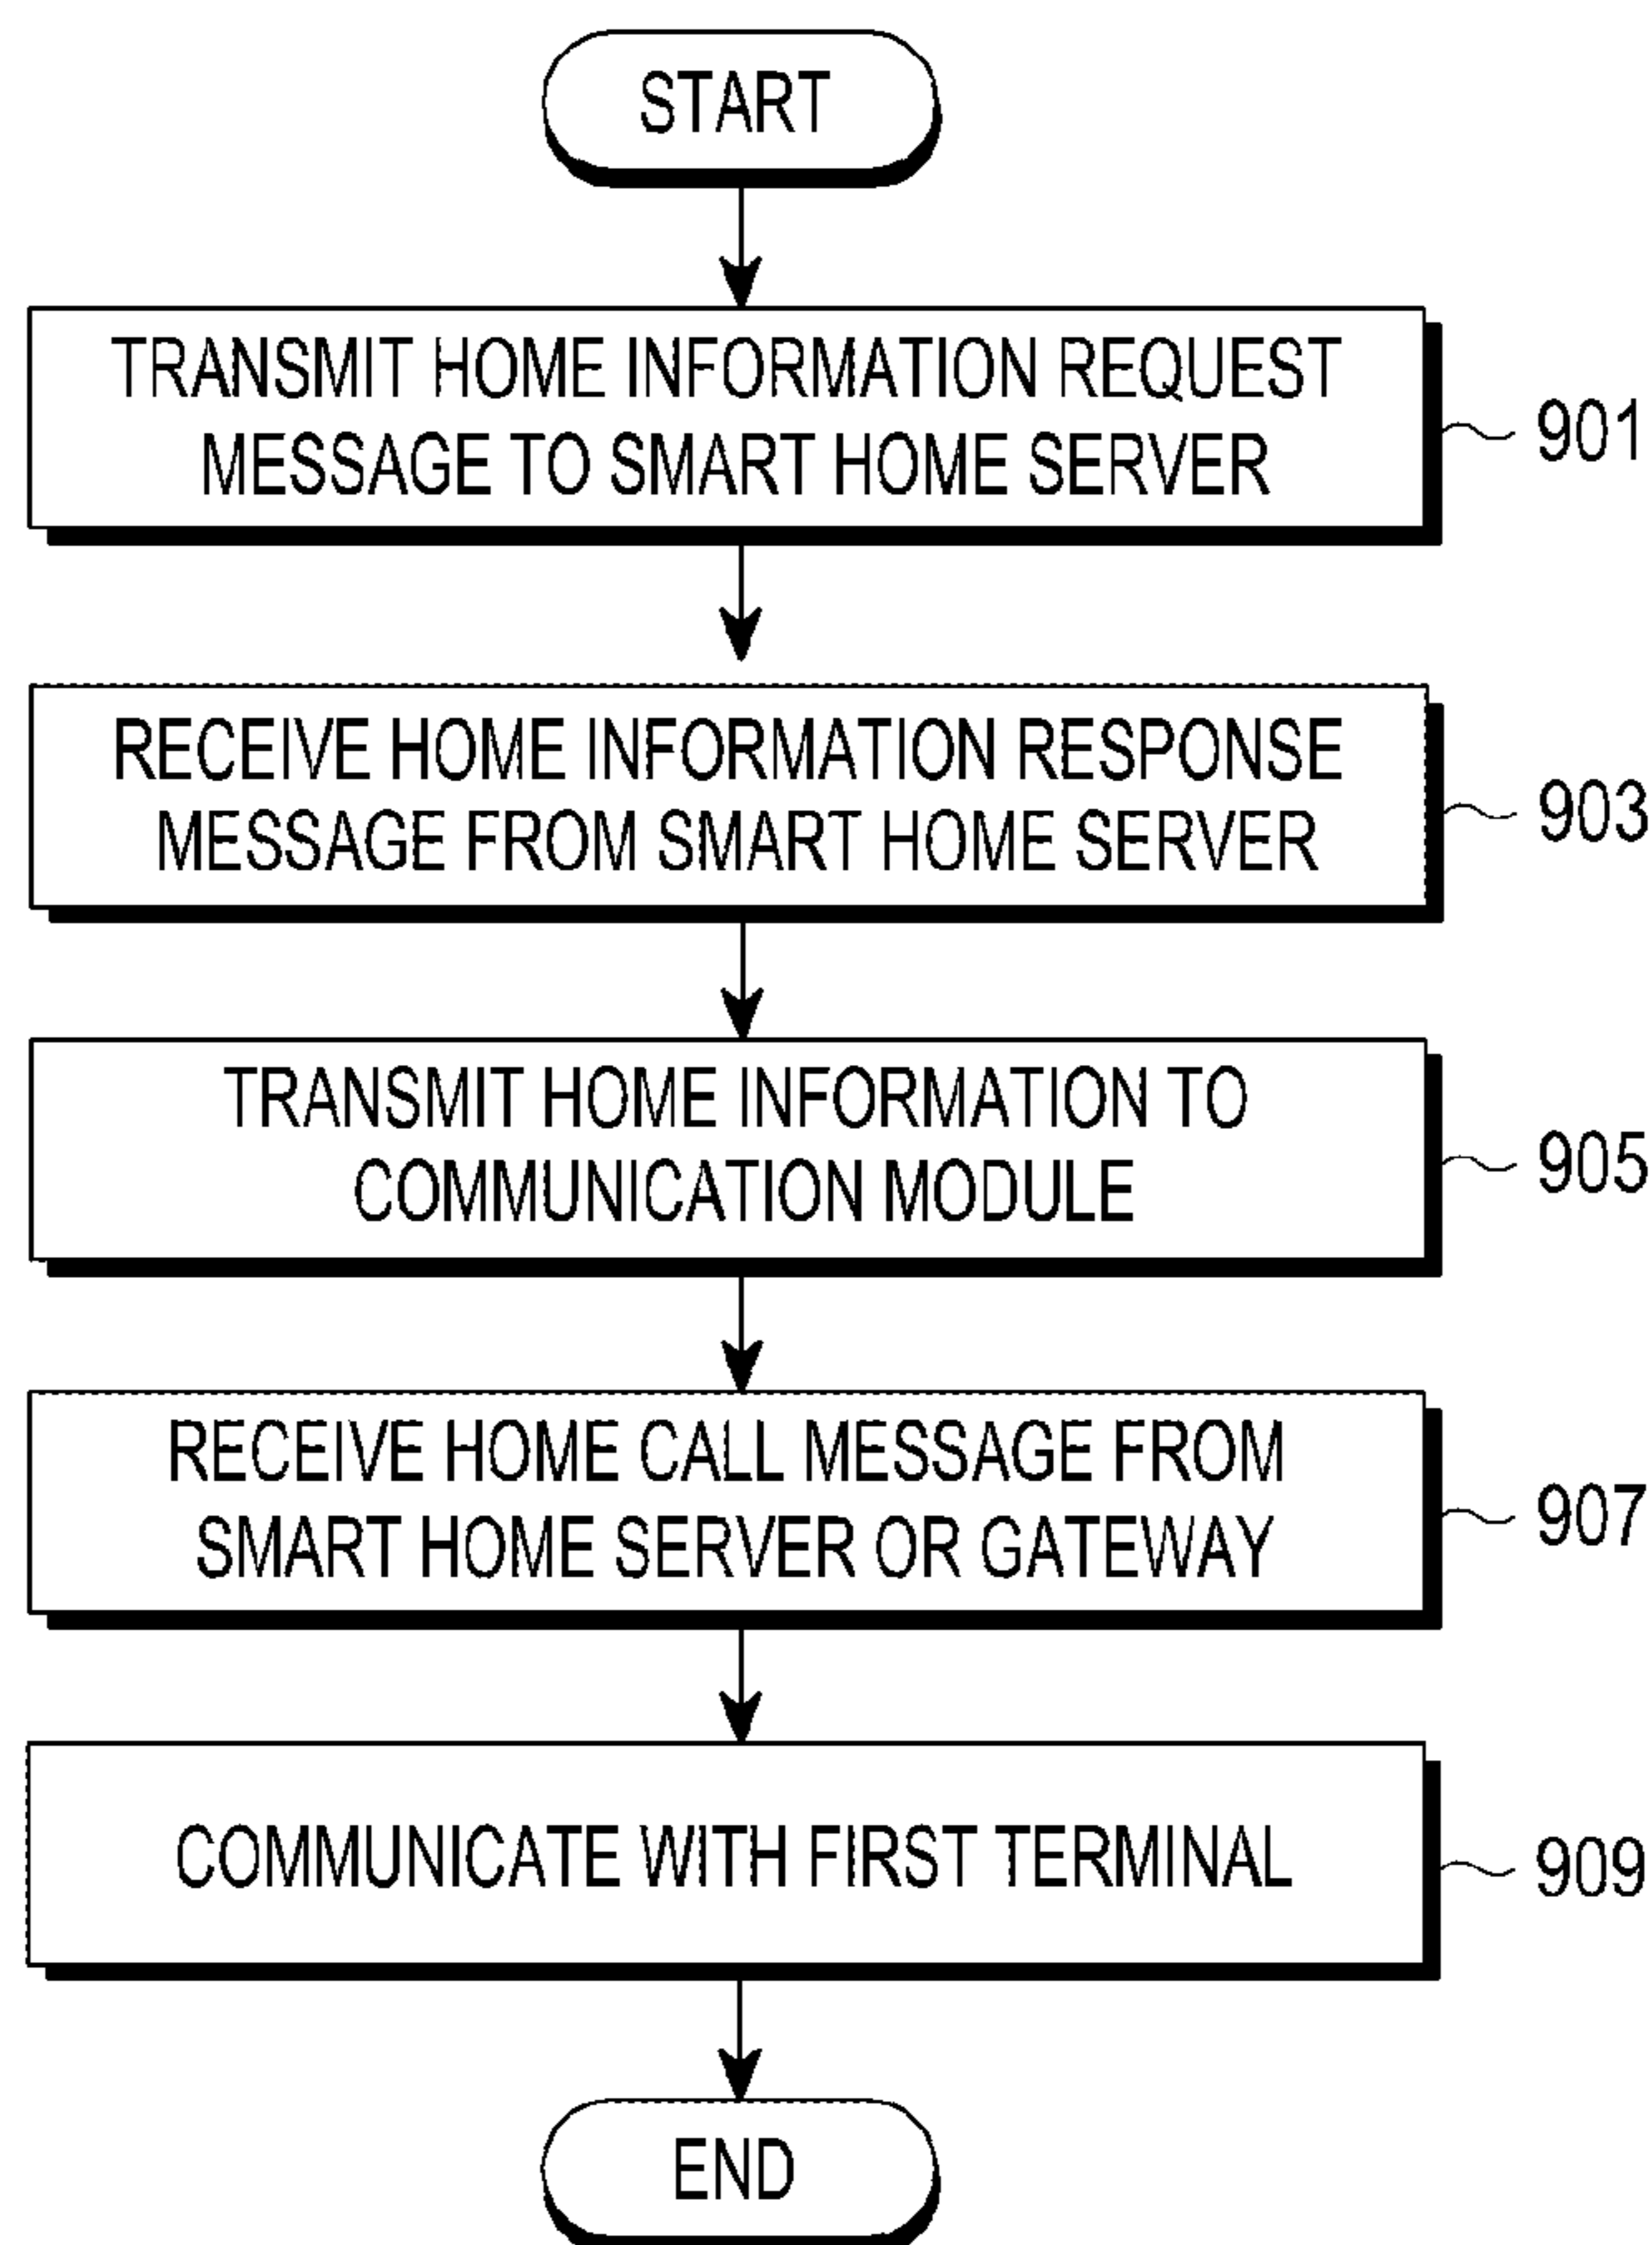 START
TRANSMIT HOME INFORMATION REQUEST
MESSAGE TO SMART HOME SERVER
901
RECEIVE HOME INFORMATION RESPONSE
MESSAGE FROM SMART HOME SERVER
903
TRANSMIT HOME INFORMATION TO
COMMUNICATION MODULE
905
RECEIVE HOME CALL MESSAGE FROM
SMART HOME SERVER OR GATEWAY
907
COMMUNICATE WITH FIRST TERMINAL
909
END